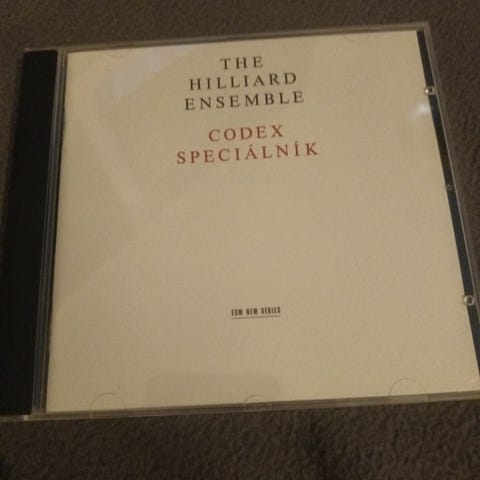 THE
HILLIARD
ENSEMBLE
CODEX
SPECIÁLNÍK
ECM NEW SERIES